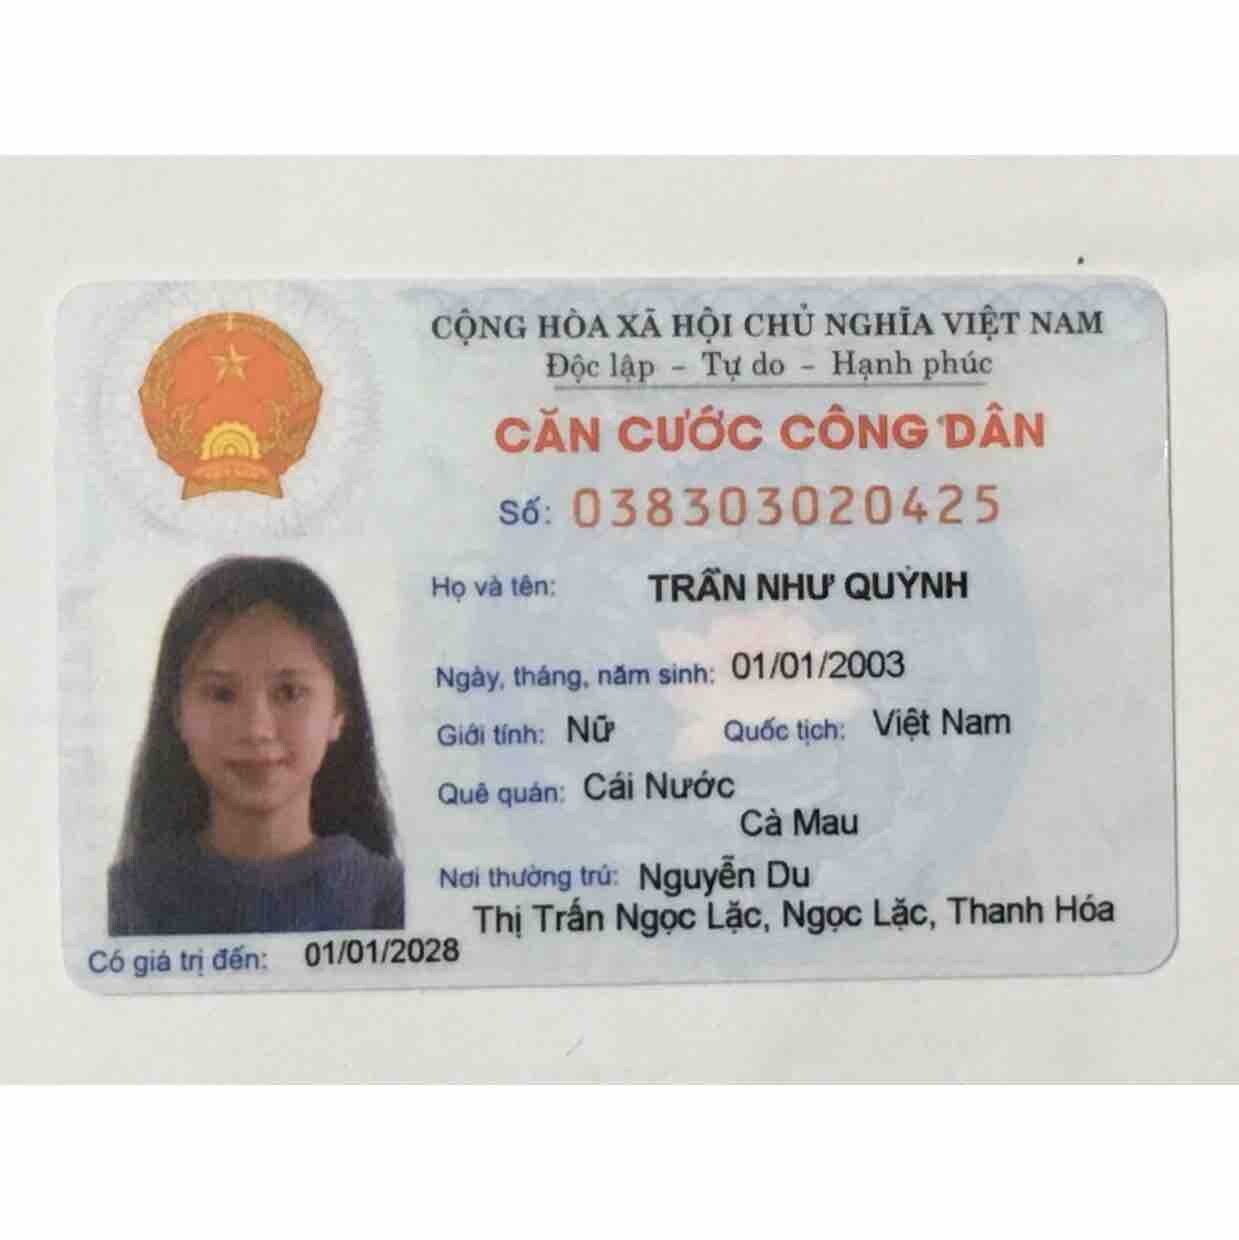 CỘNG HÒA XÃ HỘI CHỦ NGHĨA VIỆT NAM
Độc lập - Tự do - Hạnh phúc
CĂN CƯỚC CÔNG DÂN
Số: 038303020425
Họ và tên: TRẦN NHƯ QUỲNH
Ngày, tháng, năm sinh: 01/01/2003
Giới tính: Nữ Quốc tịch: Việt Nam
Quê quán: Cái Nước
Cà Mau
Nơi thường trú: Nguyễn Du
Thị Trấn Ngọc Lặc, Ngọc Lặc, Thanh Hóa
Có giá trị đến: 01/01/2028